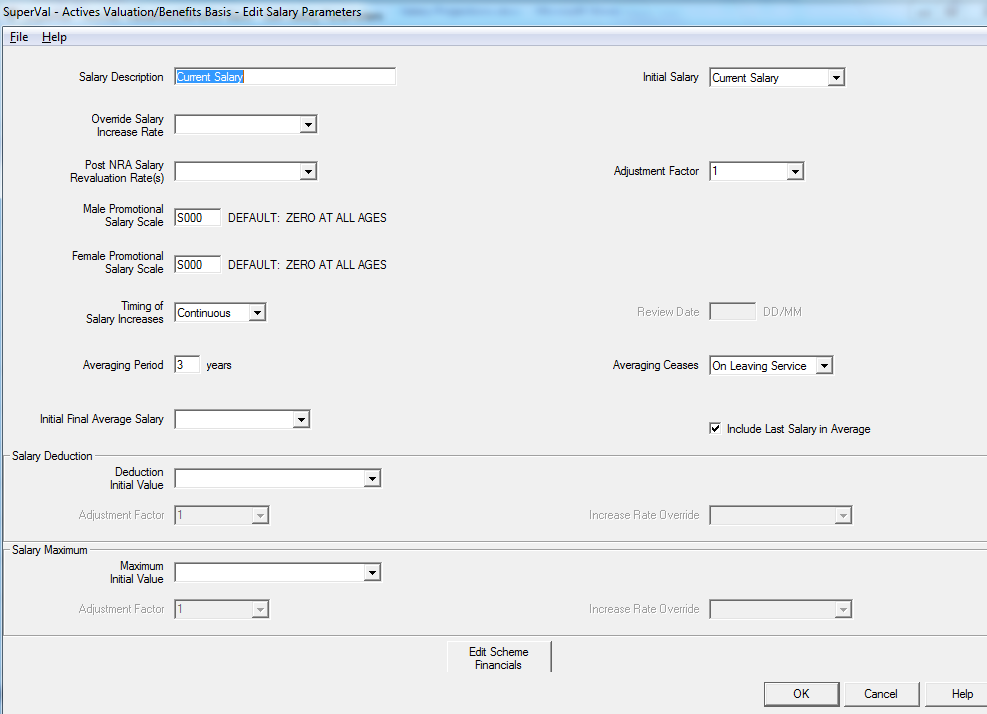 SuperVal - Actives Valuation/Benefits Basis - Edit Salary Parameters
File Help
Salary Description Current Salary Initial Salary Current Salary
Override Salary
Increase Rate
Post NRA Salary
Revaluation Rate(s) Adjustment Factor 1
Male Promotional
Salary Scale S000 DEFAULT: ZERO AT ALL AGES
Female Promotional
Salary Scale S000 DEFAULT: ZERO AT ALL AGES
Timing of
Salary Increases Continuous Review Date DD/MM
Averaging Period 3 years Averaging Ceases On Leaving Service
Initial Final Average Salary
Include Last Salary in Average
Salary Deduction
Deduction
Initial Value
Adjustment Factor 1 Increase Rate Override
Salary Maximum
Maximum
Initial Value
Adjustment Factor 1 Increase Rate Override
Edit Scheme
Financials
OK Cancel Help